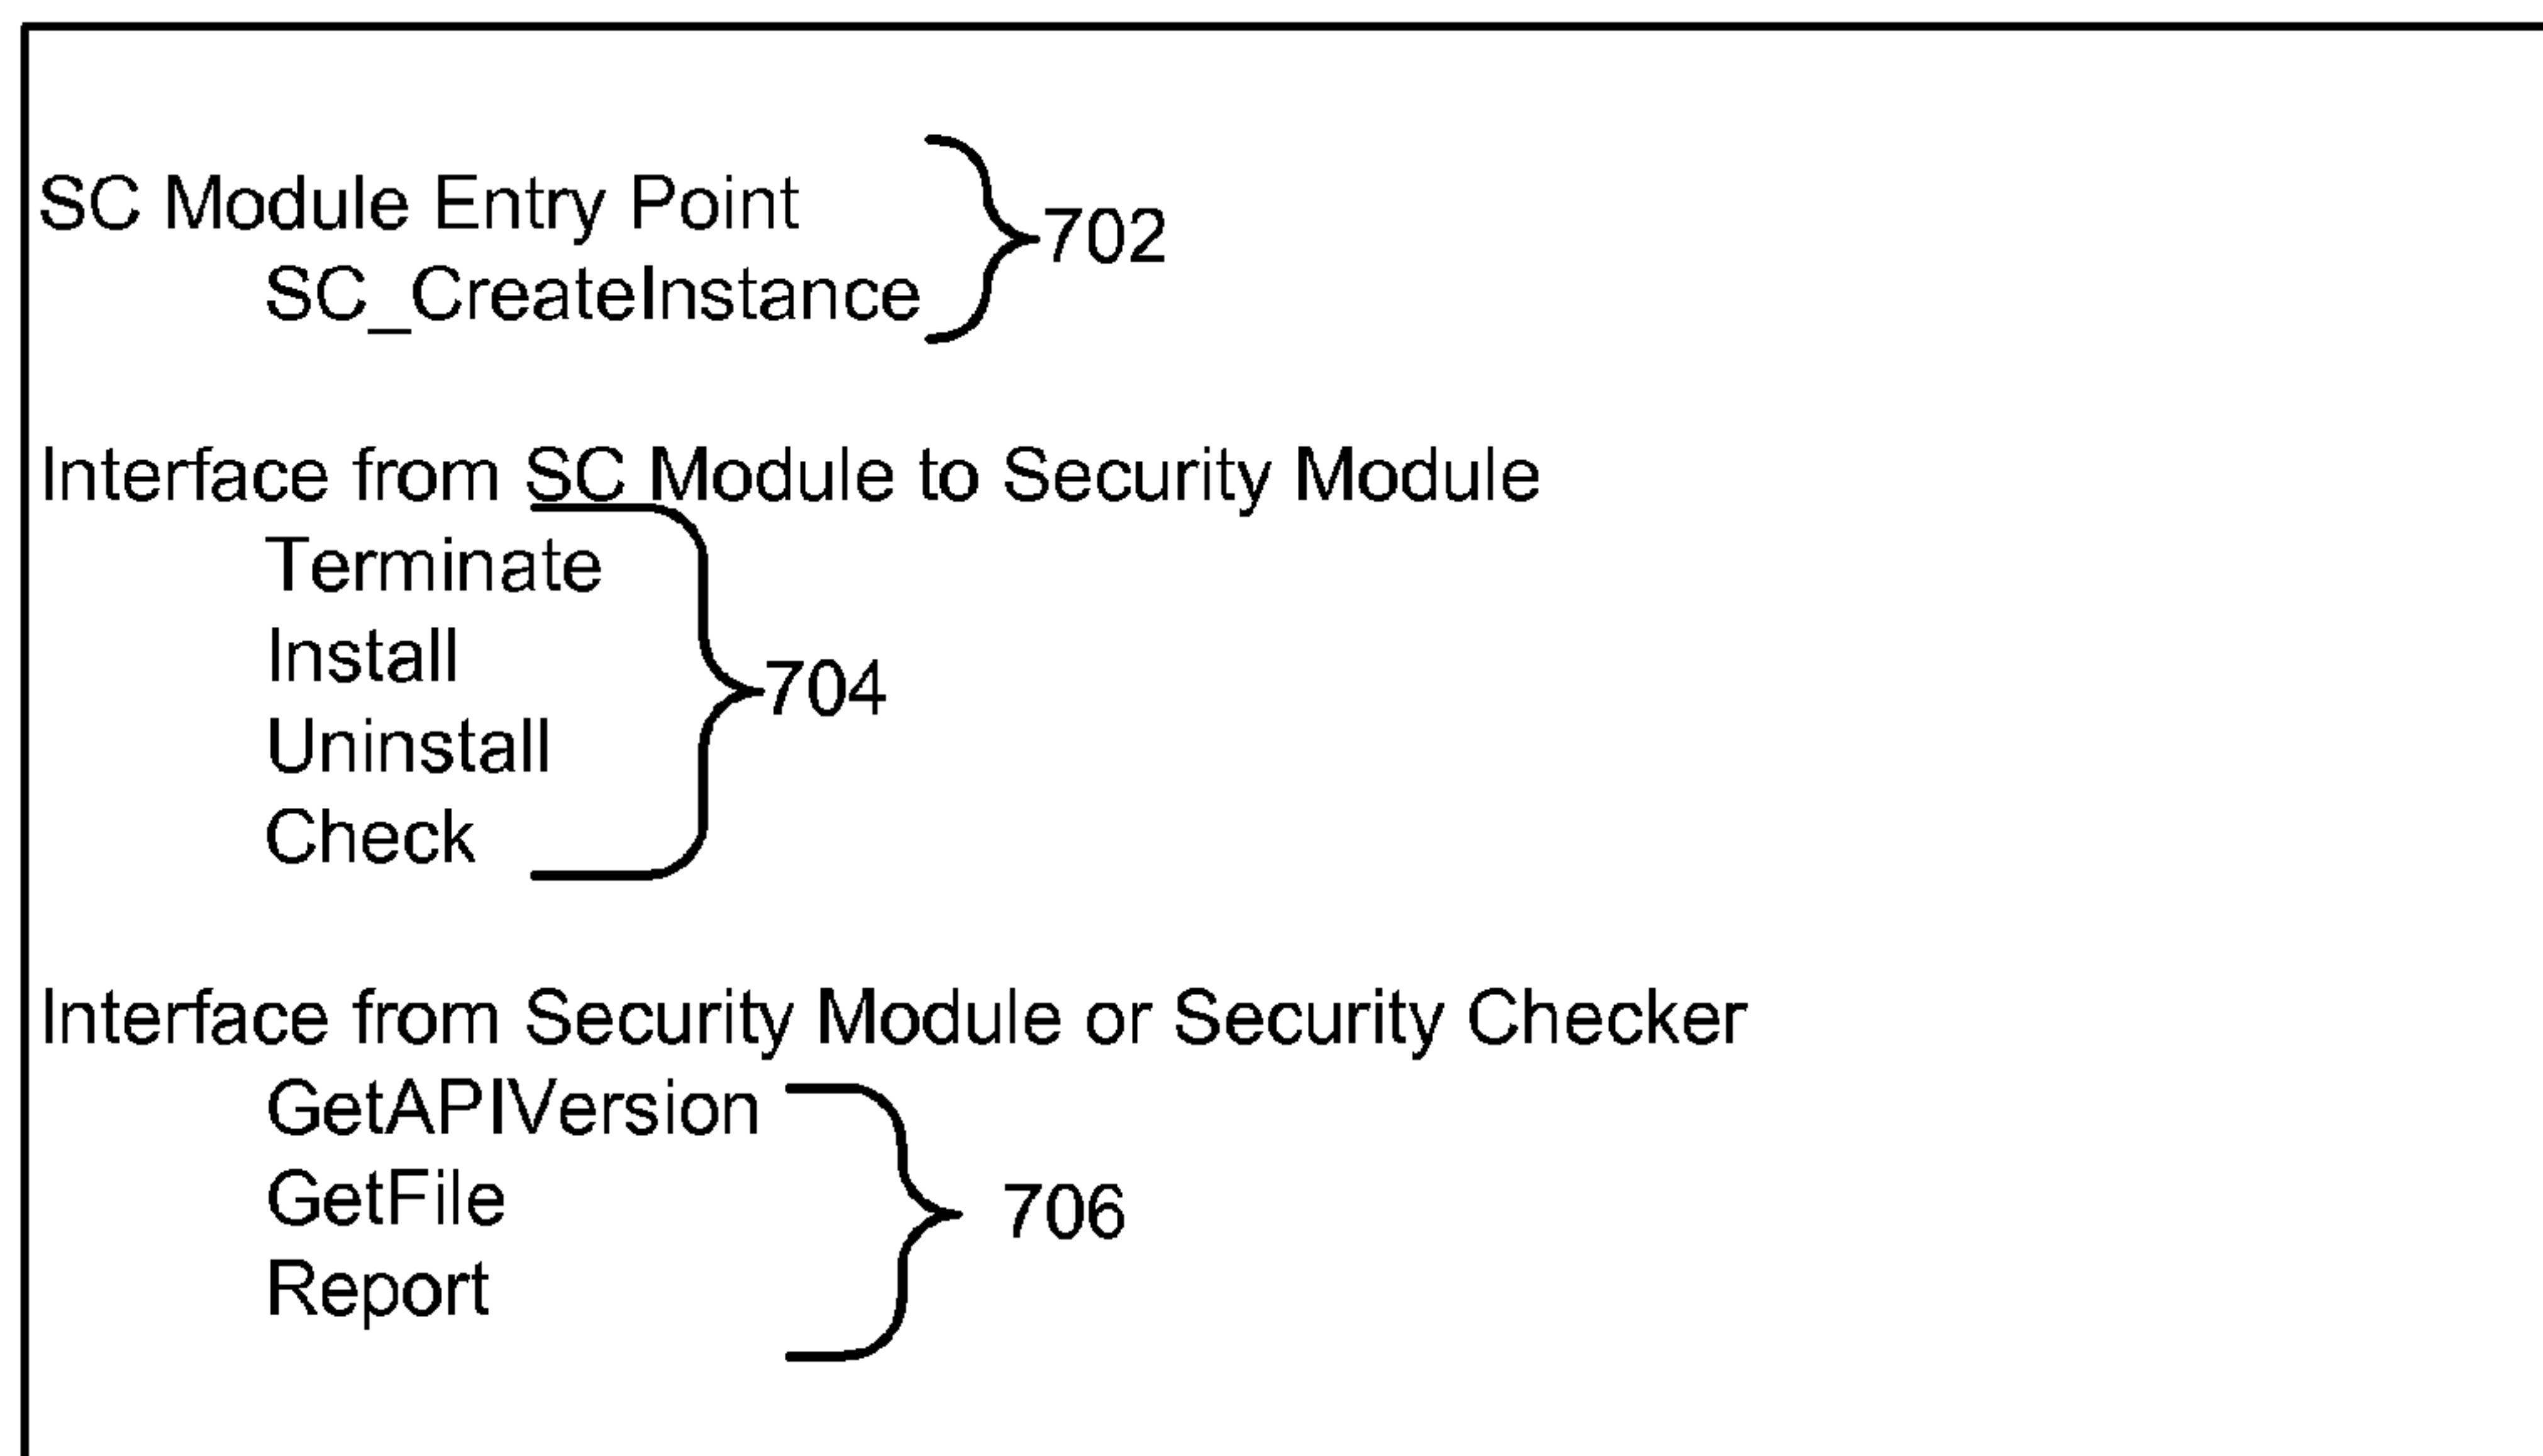 SC Module Entry Point
SC_CreateInstance
702
Interface from SC Module to Security Module
Terminate
Install
Uninstall
Check
704
Interface from Security Module or Security Checker
GetAPIVersion
GetFile
Report
706